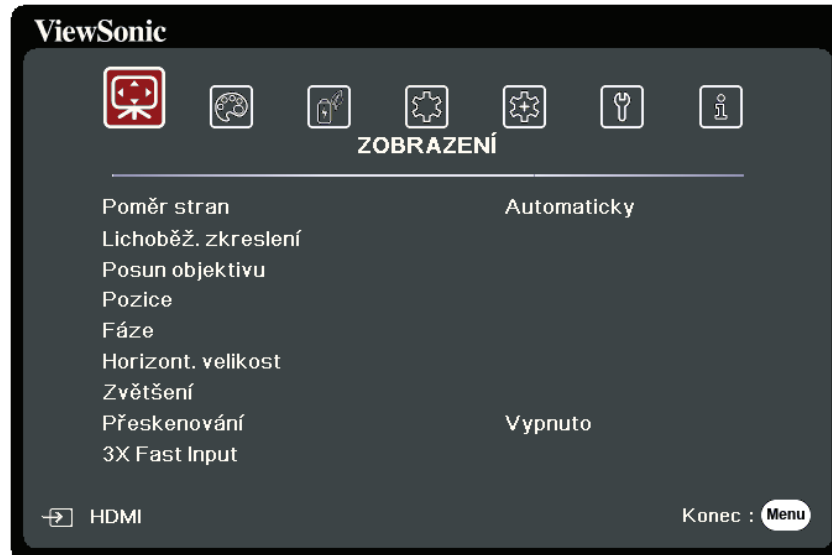 ViewSonic
ZOBRAZENÍ
Poměr stran Automaticky
Lichoběž. zkreslení
Posun objektivu
Pozice
Fáze
Horizont. velikost
Zvětšení
Přeskenování Vypnuto
3X Fast Input
HDMI Konec : Menu